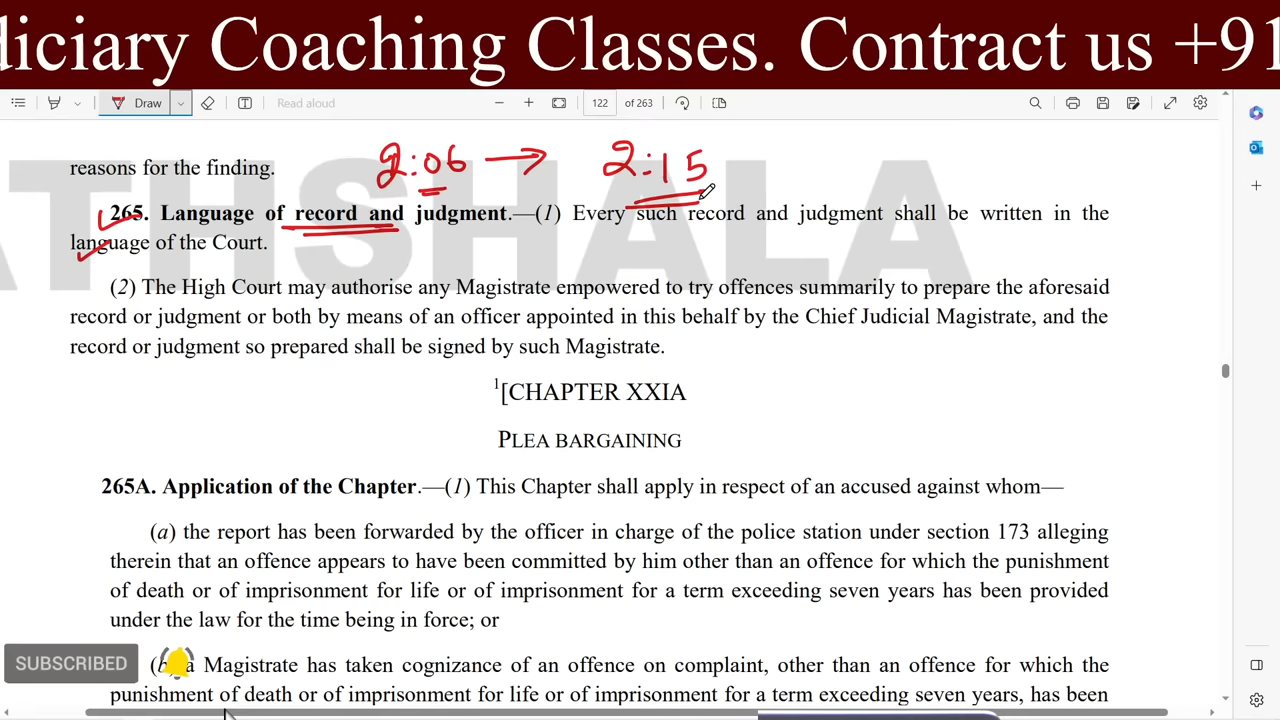 diciary Coaching Classes. Contract us +91
Draw
Read aloud
122 of 263
reasons for the finding.
2:06 → 2:15
265. Language of record and judgment.—(1) Every such record and judgment shall be written in the
language of the Court.
ATHSHALA
(2) The High Court may authorise any Magistrate empowered to try offences summarily to prepare the aforesaid
record or judgment or both by means of an officer appointed in this behalf by the Chief Judicial Magistrate, and the
record or judgment so prepared shall be signed by such Magistrate.
1[CHAPTER XXIA
PLEA BARGAINING
265A. Application of the Chapter.—(1) This Chapter shall apply in respect of an accused against whom—
(a) the report has been forwarded by the officer in charge of the police station under section 173 alleging
therein that an offence appears to have been committed by him other than an offence for which the punishment
of death or of imprisonment for life or of imprisonment for a term exceeding seven years has been provided
under the law for the time being in force; or
SUBSCRIBED
(b) a Magistrate has taken cognizance of an offence on complaint, other than an offence for which the
punishment of death or of imprisonment for life or of imprisonment for a term exceeding seven years, has been